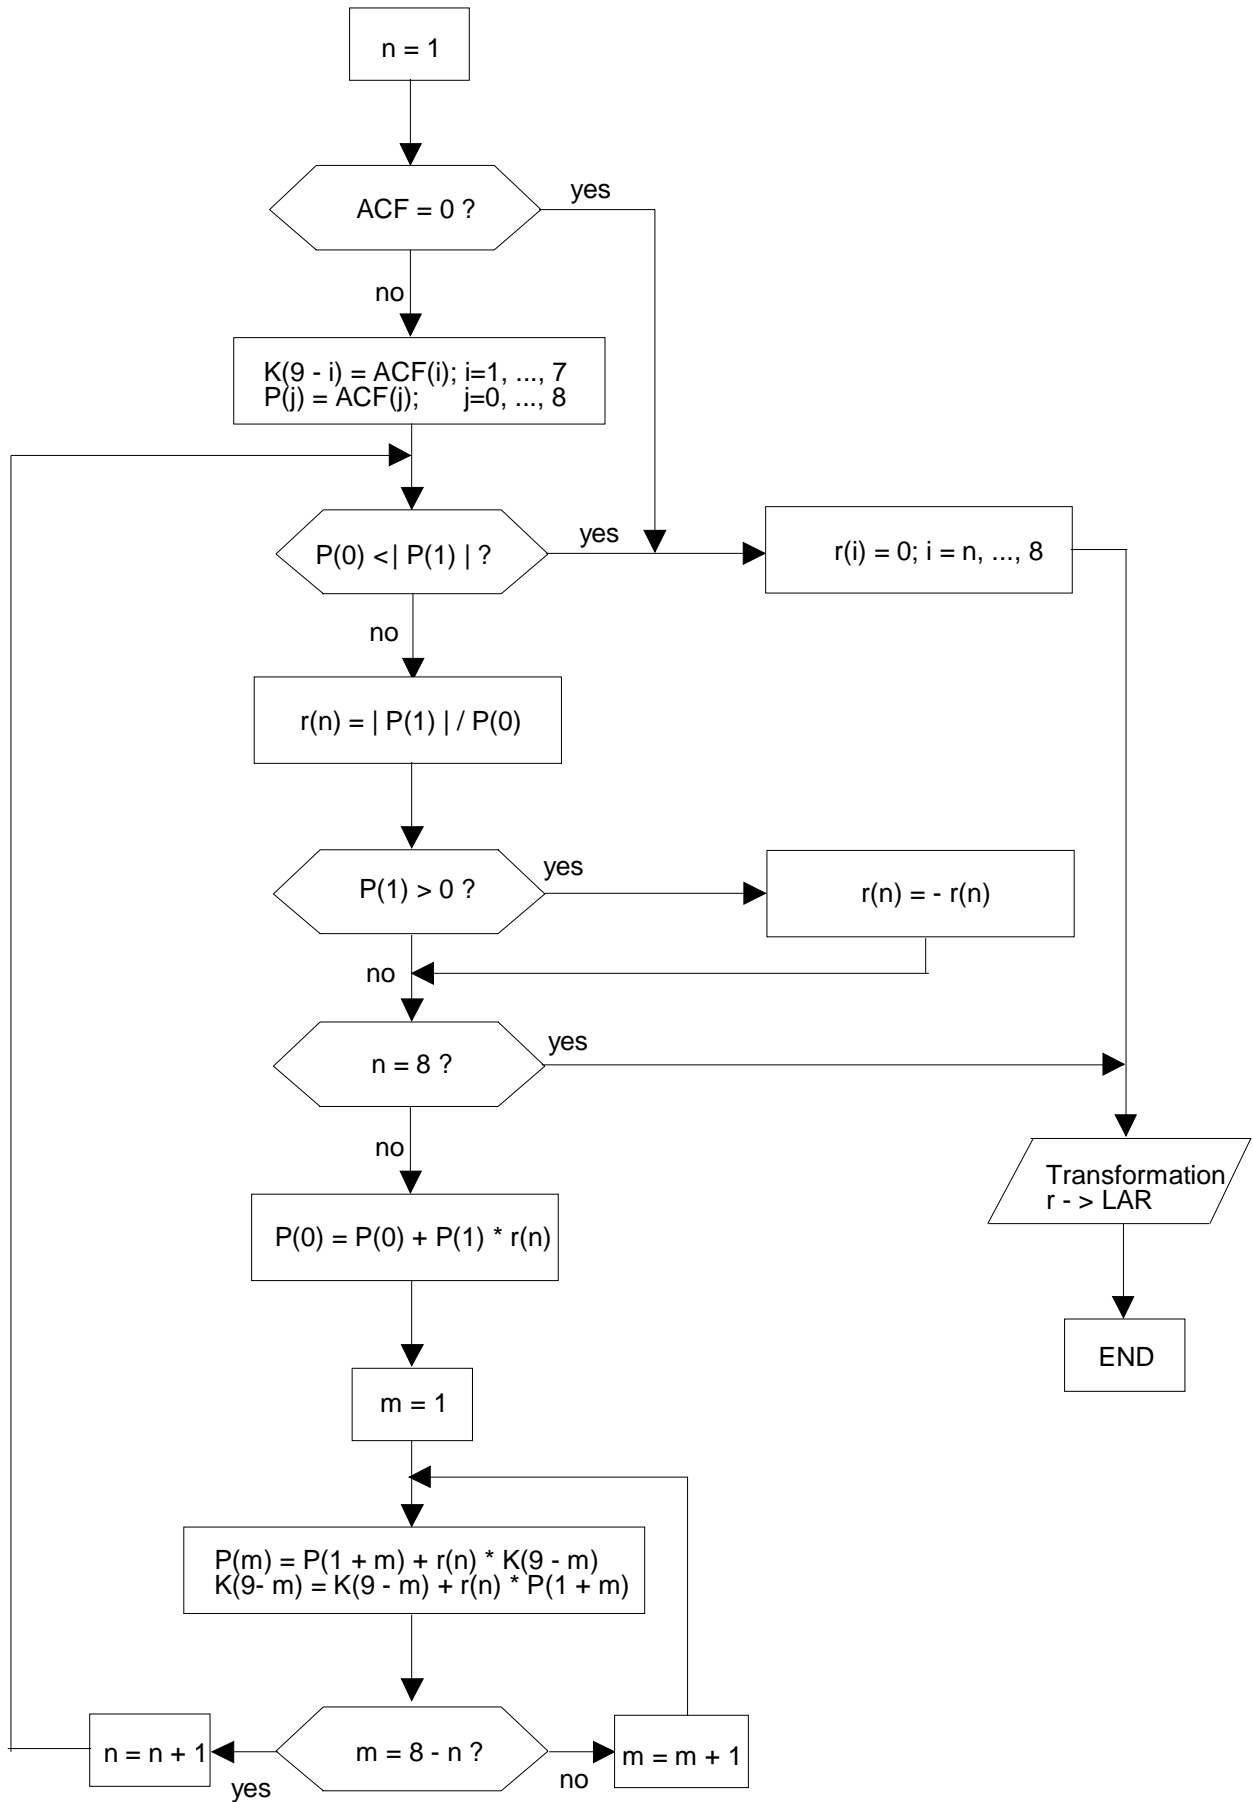 n = 1
ACF = 0 ?
yes
no
K(9 - i) = ACF(i); i=1, ..., 7
P(j) = ACF(j); j=0, ..., 8
P(0) < | P(1) | ?
yes
r(i) = 0; i = n, ..., 8
no
r(n) = | P(1) | / P(0)
P(1) > 0 ?
yes
r(n) = - r(n)
no
n = 8 ?
yes
no
Transformation
r - > LAR
P(0) = P(0) + P(1) * r(n)
END
m = 1
P(m) = P(1 + m) + r(n) * K(9 - m)
K(9- m) = K(9 - m) + r(n) * P(1 + m)
n = n + 1
yes
m = 8 - n ?
no
m = m + 1